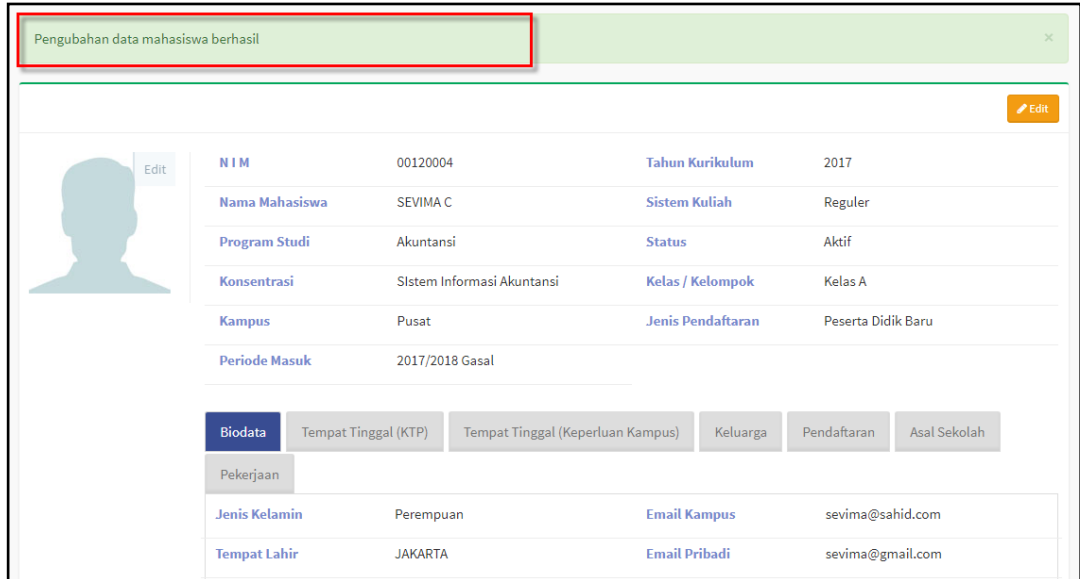 Pengubahan data mahasiswa berhasil ×
Edit
Edit
N I M 00120004 Tahun Kurikulum 2017
Nama Mahasiswa SEVIMA C Sistem Kuliah Reguler
Program Studi Akuntansi Status Aktif
Konsentrasi SIstem Informasi Akuntansi Kelas / Kelompok Kelas A
Kampus Pusat Jenis Pendaftaran Peserta Didik Baru
Periode Masuk 2017/2018 Gasal
Biodata Tempat Tinggal (KTP) Tempat Tinggal (Keperluan Kampus) Keluarga Pendaftaran Asal Sekolah
Pekerjaan
Jenis Kelamin Perempuan Email Kampus sevima@sahid.com
Tempat Lahir JAKARTA Email Pribadi sevima@gmail.com